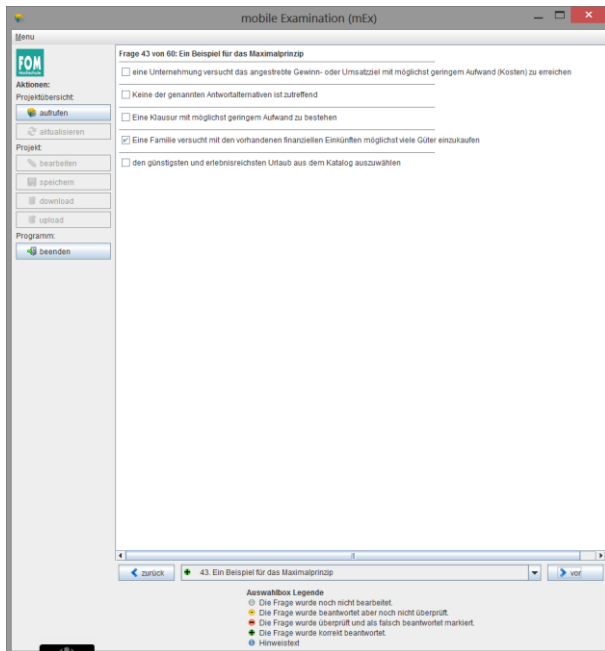 mobile Examination (mEx)
Menu
FOM
Hochschule
Aktionen:
Projektübersicht:
aufrufen
aktualisieren
Projekt:
bearbeiten
speichern
download
upload
Programm:
beenden
Frage 43 von 60: Ein Beispiel für das Maximalprinzip
eine Unternehmung versucht das angestrebte Gewinn- oder Umsatzziel mit möglichst geringem Aufwand (Kosten) zu erreichen
Keine der genannten Antwortalternativen ist zutreffend
Eine Klausur mit möglichst geringem Aufwand zu bestehen
Eine Familie versucht mit den vorhandenen finanziellen Einkünften möglichst viele Güter einzukaufen
den günstigsten und erlebnisreichsten Urlaub aus dem Katalog auszuwählen
zurück
43. Ein Beispiel für das Maximalprinzip
vor
Auswahlbox Legende
Die Frage wurde noch nicht bearbeitet.
Die Frage wurde beantwortet aber noch nicht überprüft.
Die Frage wurde überprüft und als falsch beantwortet markiert.
Die Frage wurde korrekt beantwortet.
Hinweistext